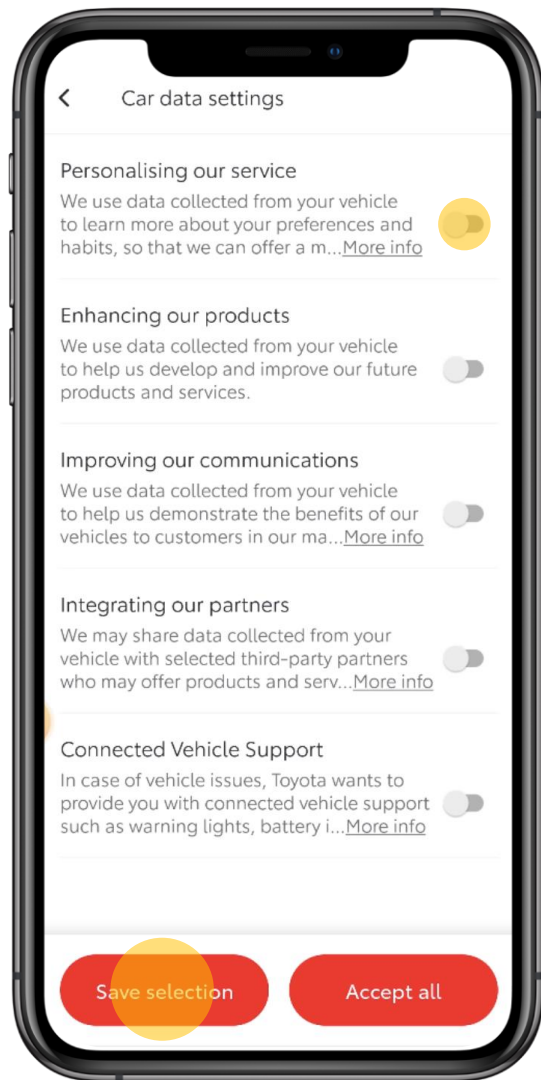 Car data settings
Personalising our service
We use data collected from your vehicle
to learn more about your preferences and
habits, so that we can offer a m...More info
Enhancing our products
We use data collected from your vehicle
to help us develop and improve our future
products and services.
Improving our communications
We use data collected from your vehicle
to help us demonstrate the benefits of our
vehicles to customers in our ma...More info
Integrating our partners
We may share data collected from your
vehicle with selected third-party partners
who may offer products and serv...More info
Connected Vehicle Support
In case of vehicle issues, Toyota wants to
provide you with connected vehicle support
such as warning lights, battery i...More info
Save selection
Accept all